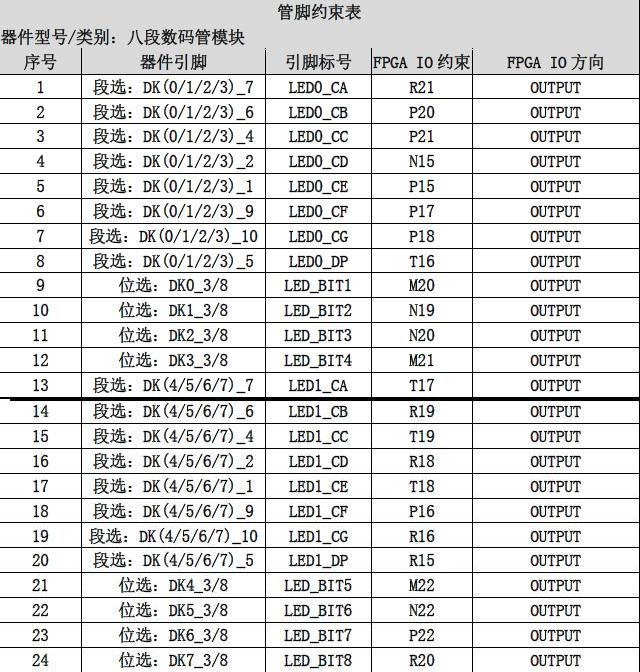 管脚约束表
器件型号/类别：八段数码管模块
序号 器件引脚 引脚标号 FPGA IO 约束 FPGA IO 方向
1 段选：DK(0/1/2/3)_7 LED0_CA R21 OUTPUT
2 段选：DK(0/1/2/3)_6 LED0_CB P20 OUTPUT
3 段选：DK(0/1/2/3)_4 LED0_CC P21 OUTPUT
4 段选：DK(0/1/2/3)_2 LED0_CD N15 OUTPUT
5 段选：DK(0/1/2/3)_1 LED0_CE P15 OUTPUT
6 段选：DK(0/1/2/3)_9 LED0_CF P17 OUTPUT
7 段选：DK(0/1/2/3)_10 LED0_CG P18 OUTPUT
8 段选：DK(0/1/2/3)_5 LED0_DP T16 OUTPUT
9 位选：DK0_3/8 LED_BIT1 M20 OUTPUT
10 位选：DK1_3/8 LED_BIT2 N19 OUTPUT
11 位选：DK2_3/8 LED_BIT3 N20 OUTPUT
12 位选：DK3_3/8 LED_BIT4 M21 OUTPUT
13 段选：DK(4/5/6/7)_7 LED1_CA T17 OUTPUT
14 段选：DK(4/5/6/7)_6 LED1_CB R19 OUTPUT
15 段选：DK(4/5/6/7)_4 LED1_CC T19 OUTPUT
16 段选：DK(4/5/6/7)_2 LED1_CD R18 OUTPUT
17 段选：DK(4/5/6/7)_1 LED1_CE T18 OUTPUT
18 段选：DK(4/5/6/7)_9 LED1_CF P16 OUTPUT
19 段选：DK(4/5/6/7)_10 LED1_CG R16 OUTPUT
20 段选：DK(4/5/6/7)_5 LED1_DP R15 OUTPUT
21 位选：DK4_3/8 LED_BIT5 M22 OUTPUT
22 位选：DK5_3/8 LED_BIT6 N22 OUTPUT
23 位选：DK6_3/8 LED_BIT7 P22 OUTPUT
24 位选：DK7_3/8 LED_BIT8 R20 OUTPUT